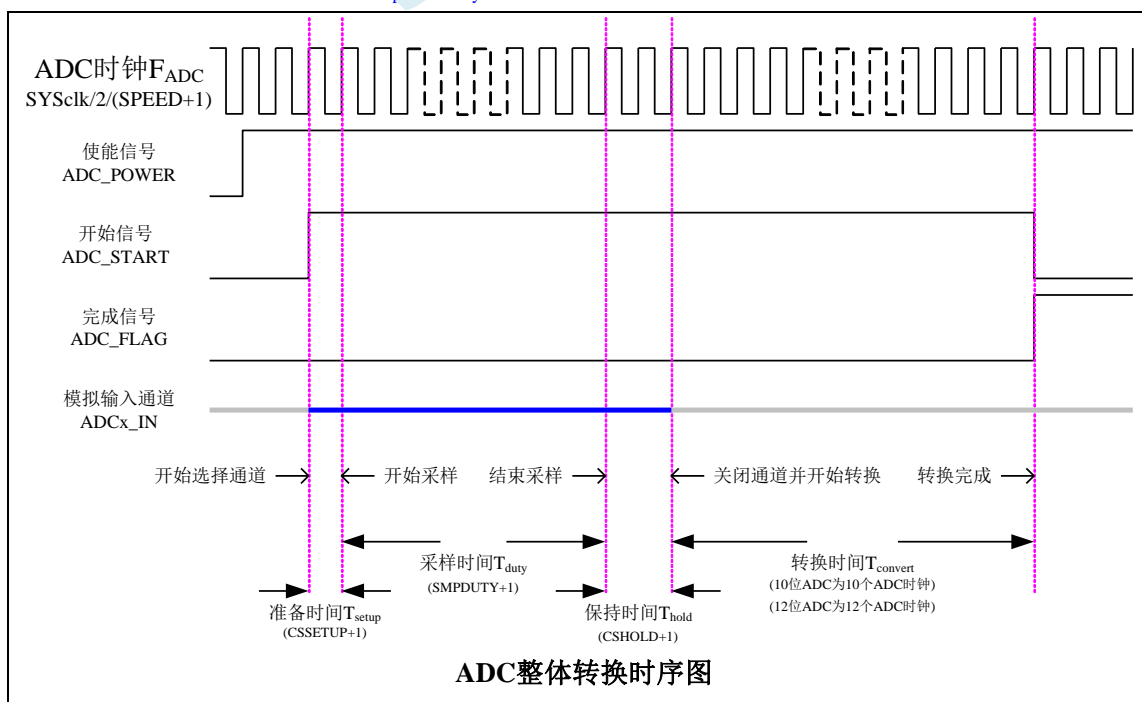 ADC时钟FADC
SYSclk/2/(SPEED+1)
使能信号
ADC_POWER
开始信号
ADC_START
完成信号
ADC_FLAG
模拟输入通道
ADCx_IN
开始选择通道
开始采样
结束采样
关闭通道并开始转换
转换完成
采样时间Tduty
(SMPDUTY+1)
转换时间Tconvert
(10位ADC为10个ADC时钟)
(12位ADC为12个ADC时钟)
准备时间Tsetup
(CSSETUP+1)
保持时间Thold
(CSHOLD+1)
ADC整体转换时序图